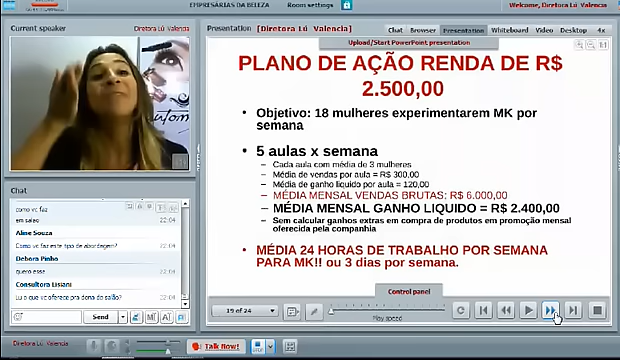 EMPRESÁRIAS DA BELEZA
Room settings
Welcome, Diretora Lú Valencia
Current speaker
Diretora Lú Valencia
Presentation
[Diretora Lú Valencia]
Chat
Browser
Presentation
Whiteboard
Video
Desktop
4x
Upload/Start PowerPoint presentation
PLANO DE AÇÃO RENDA DE R$
2.500,00
• Objetivo: 18 mulheres experimentarem MK por
semana
• 5 aulas x semana
– Cada aula com média de 3 mulheres
– Média de vendas por aula = R$ 300,00
– Média de ganho liquido por aula = 120,00
– MÉDIA MENSAL VENDAS BRUTAS: R$ 6.000,00
– MÉDIA MENSAL GANHO LIQUIDO = R$ 2.400,00
– Sem calcular ganhos extras em compra de produtos em promoção mensal
oferecida pela companhia
• MÉDIA 24 HORAS DE TRABALHO POR SEMANA
PARA MK!! ou 3 dias por semana.
Chat
como vc faz
em salao
22:04
Aline Souza
Como vc faz este tipo de abordagem?
22:04
Debora Pinho
quero esse
22:04
Consultora Lisiani
Lu o que vc oferece pra dona do salão?
22:04
Send
Control panel
19 of 24
Play speed
Diretora Lú Valencia
Talk Now!